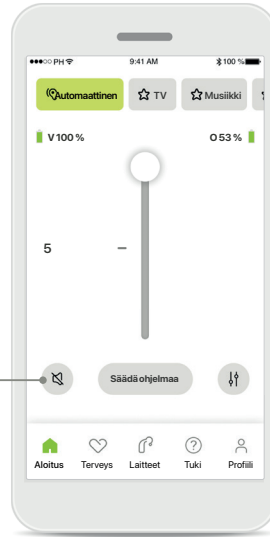 PH 9:41 AM 100 %
Automaattinen TV Musiikki
V 100 % O 53 %
5
Säädä ohjelmaa
Aloitus Terveys Laitteet Tuki Profiili